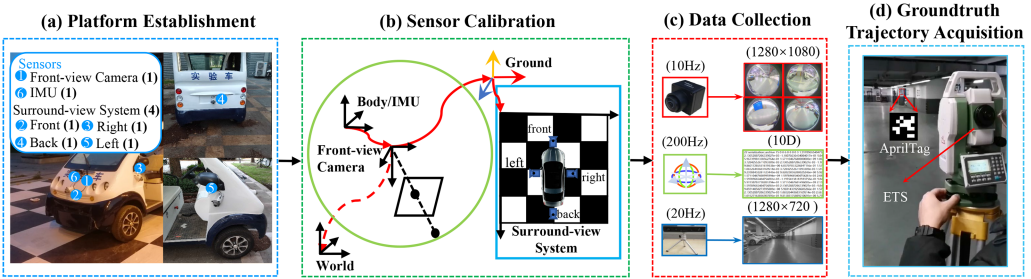 (a) Platform Establishment
Sensors
1 Front-view Camera (1)
6 IMU (1)
Surround-view System (4)
2 Front (1) 3 Right (1)
4 Back (1) 5 Left (1)
实验车
4
6 1
2
3
5
(b) Sensor Calibration
Ground
Body/IMU
Front-view
Camera
World
front
left
right
back
Surround-view
System
(c) Data Collection
(1280×1080)
(10Hz)
(200Hz)
(10D)
(20Hz)
(1280×720)
(d) Groundtruth
Trajectory Acquisition
AprilTag
ETS